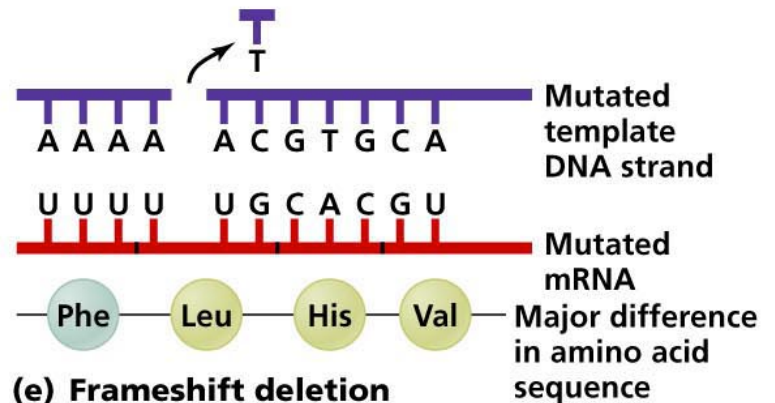 T
A A A A A C G T G C A
Mutated
template
DNA strand
U U U U U G C A C G U
Mutated
mRNA
Phe Leu His Val
Major difference
in amino acid
sequence
(e) Frameshift deletion